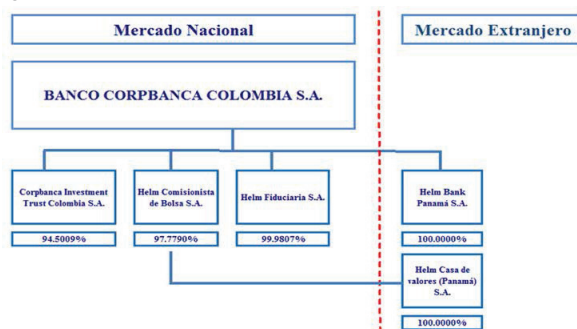 Mercado Nacional
Mercado Extranjero
BANCO CORPBANCA COLOMBIA S.A.
Corpbanca Investment
Trust Colombia S.A.
94.5009%
Helm Comisionista
de Bolsa S.A.
97.7790%
Helm Fiduciaria S.A.
99.9807%
Helm Bank
Panamá S.A.
100.0000%
Helm Casa de
valores (Panamá)
S.A.
100.0000%